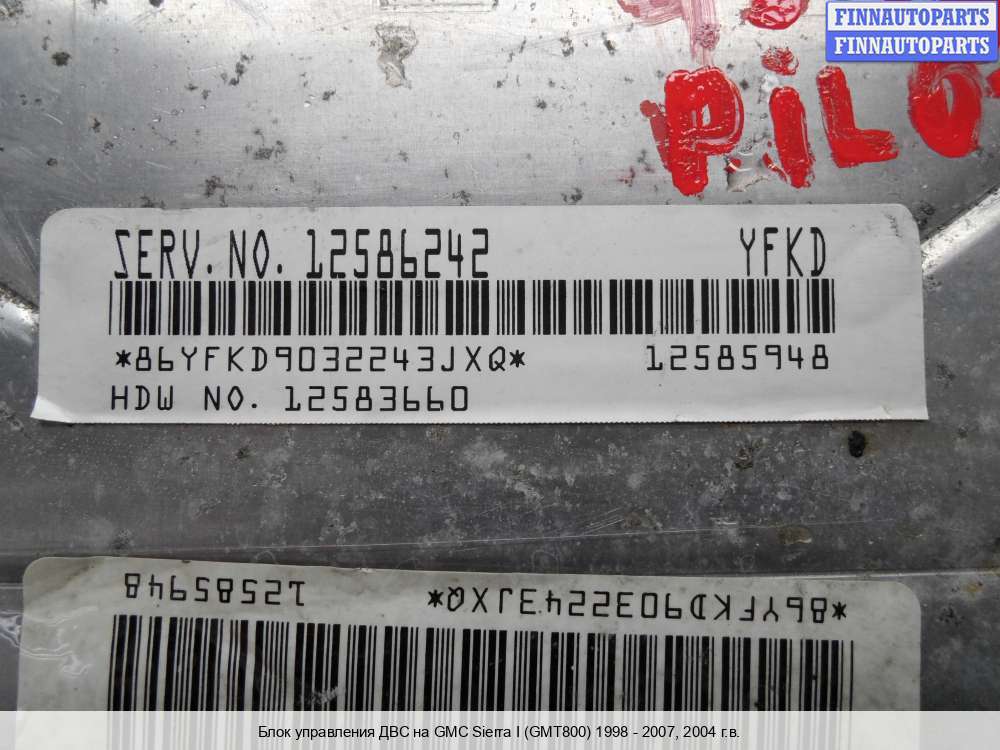 FINNAUTOPARTS
FINNAUTOPARTS
PILO
SERV. NO. 12586242 YFKD
*86YFKD9032243JXQ* 12585948
HDW NO. 12583660
*86YFKD9032243JXQ* 12585948
Блок управления ДВС на GMC Sierra I (GMT800) 1998 - 2007, 2004 г.в.